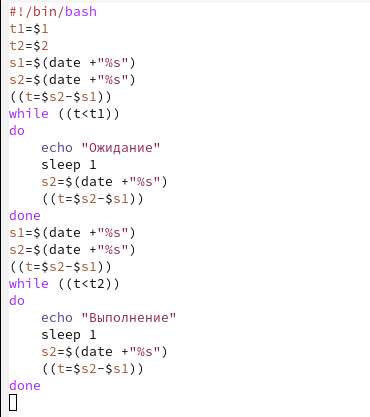 #!/bin/bash
t1=$1
t2=$2
s1=$(date +"%s")
s2=$(date +"%s")
((t=$s2-$s1))
while ((t<t1))
do
    echo "Ожидание"
    sleep 1
    s2=$(date +"%s")
    ((t=$s2-$s1))
done
s1=$(date +"%s")
s2=$(date +"%s")
((t=$s2-$s1))
while ((t<t2))
do
    echo "Выполнение"
    sleep 1
    s2=$(date +"%s")
    ((t=$s2-$s1))
done